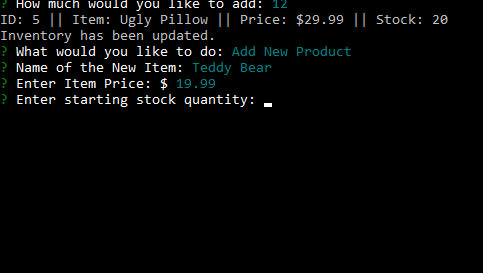 ? How much would you like to add: 12
ID: 5 || Item: Ugly Pillow || Price: $29.99 || Stock: 20
Inventory has been updated.
? What would you like to do: Add New Product
? Name of the New Item: Teddy Bear
? Enter Item Price: $ 19.99
? Enter starting stock quantity: